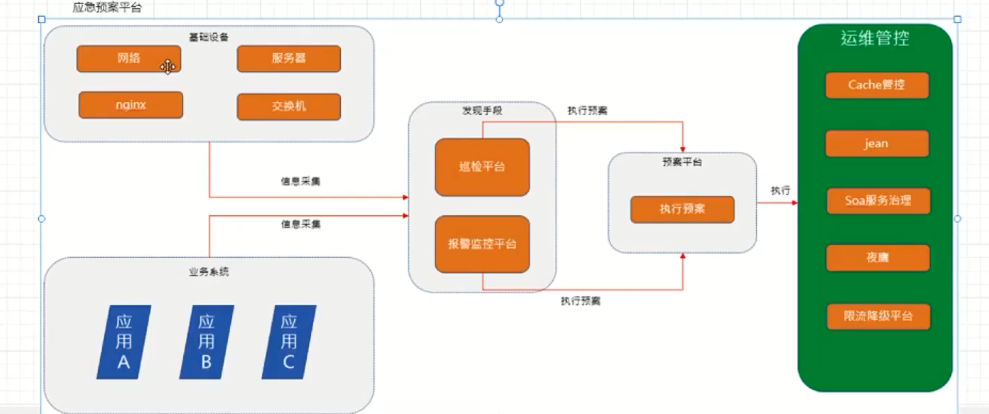 应急预案平台
基础设备
网络
服务器
nginx
交换机
信息采集
信息采集
业务系统
应用A
应用B
应用C
发现手段
巡检平台
报警监控平台
执行预案
执行预案
预案平台
执行预案
执行
运维管控
Cache管控
jean
Soa服务治理
夜鹰
限流降级平台